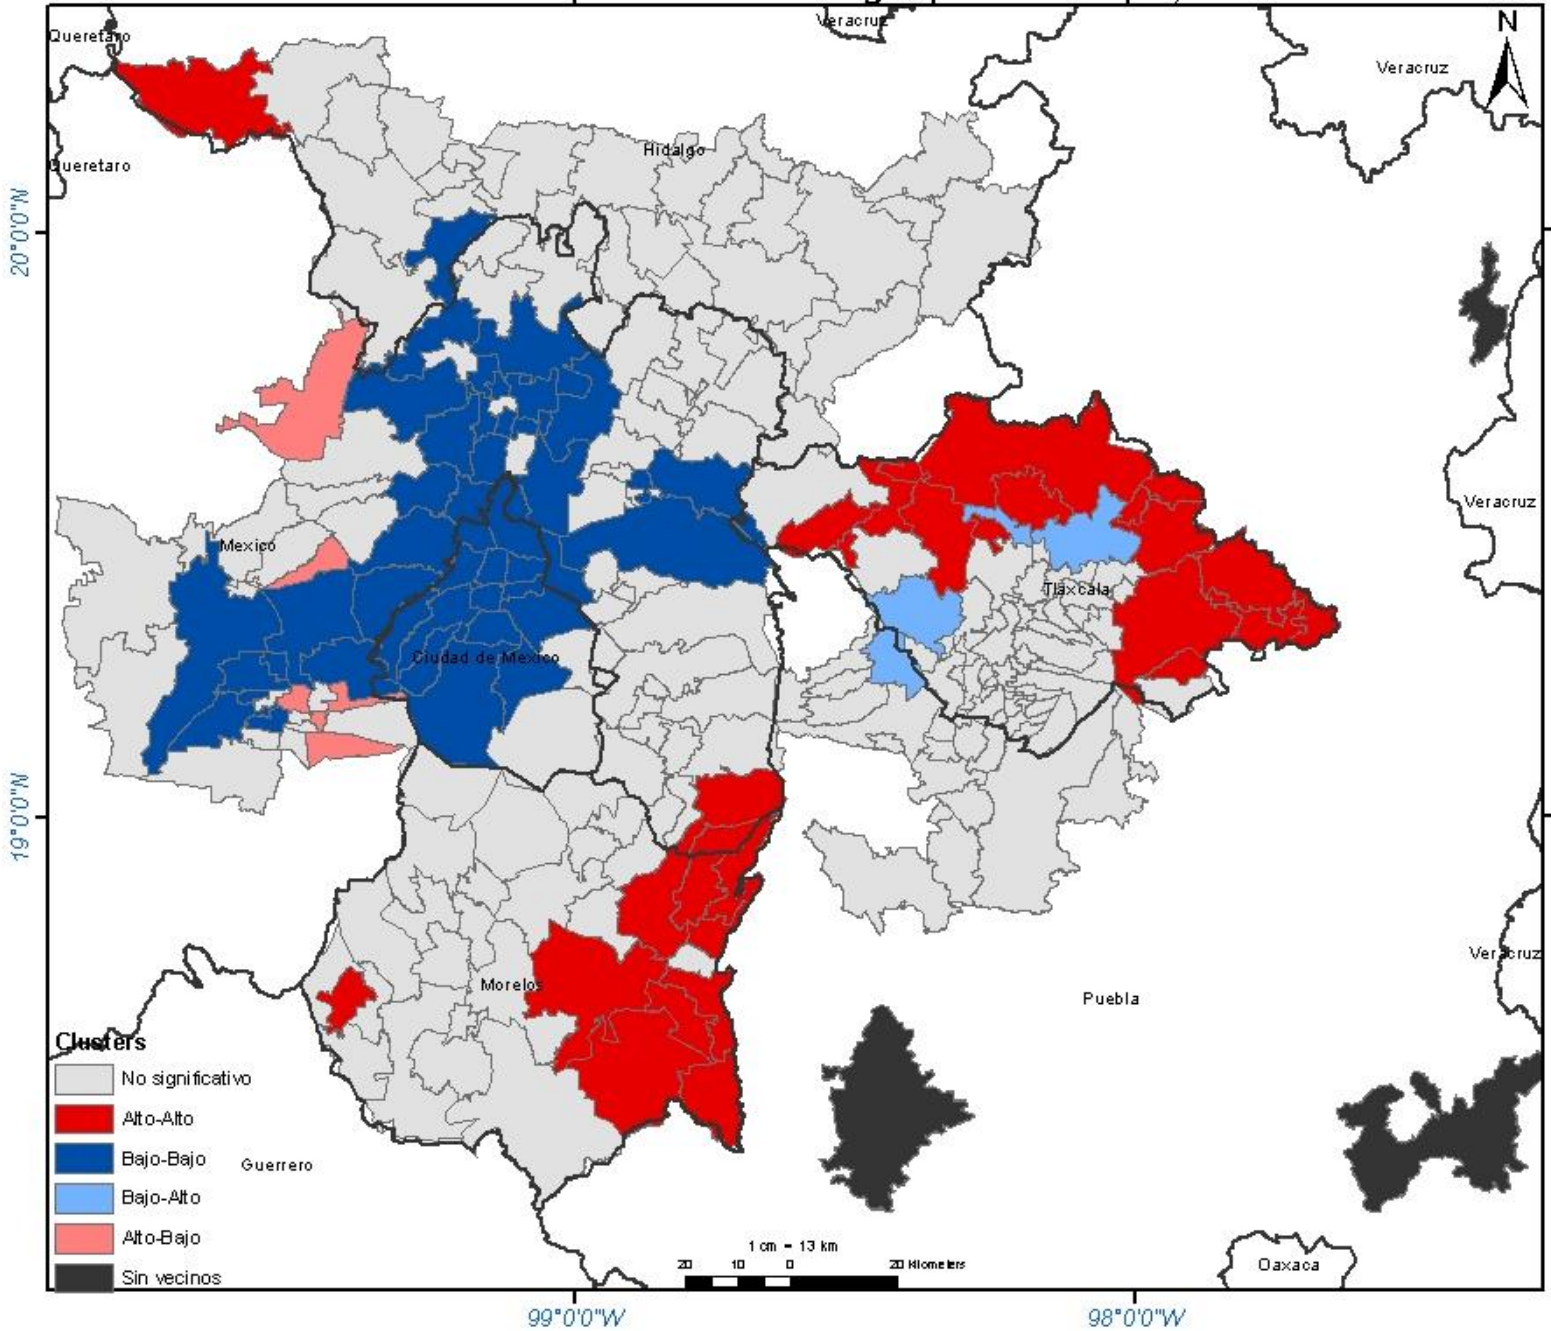 Veracruz
N
Queretaro
Veracruz
Hidalgo
Queretaro
20°0'0"N
Veracruz
Mexico
Tlaxcala
Ciudad de Mexico
19°0'0"N
Veracruz
Morelos
Puebla
Clusters
No significativo
Alto-Alto
Bajo-Bajo
Guerrero
Bajo-Alto
Alto-Bajo
1 cm = 13 km
20 10 0 20 Kilometers
Sin vecinos
Oaxaca
99°0'0"W
98°0'0"W